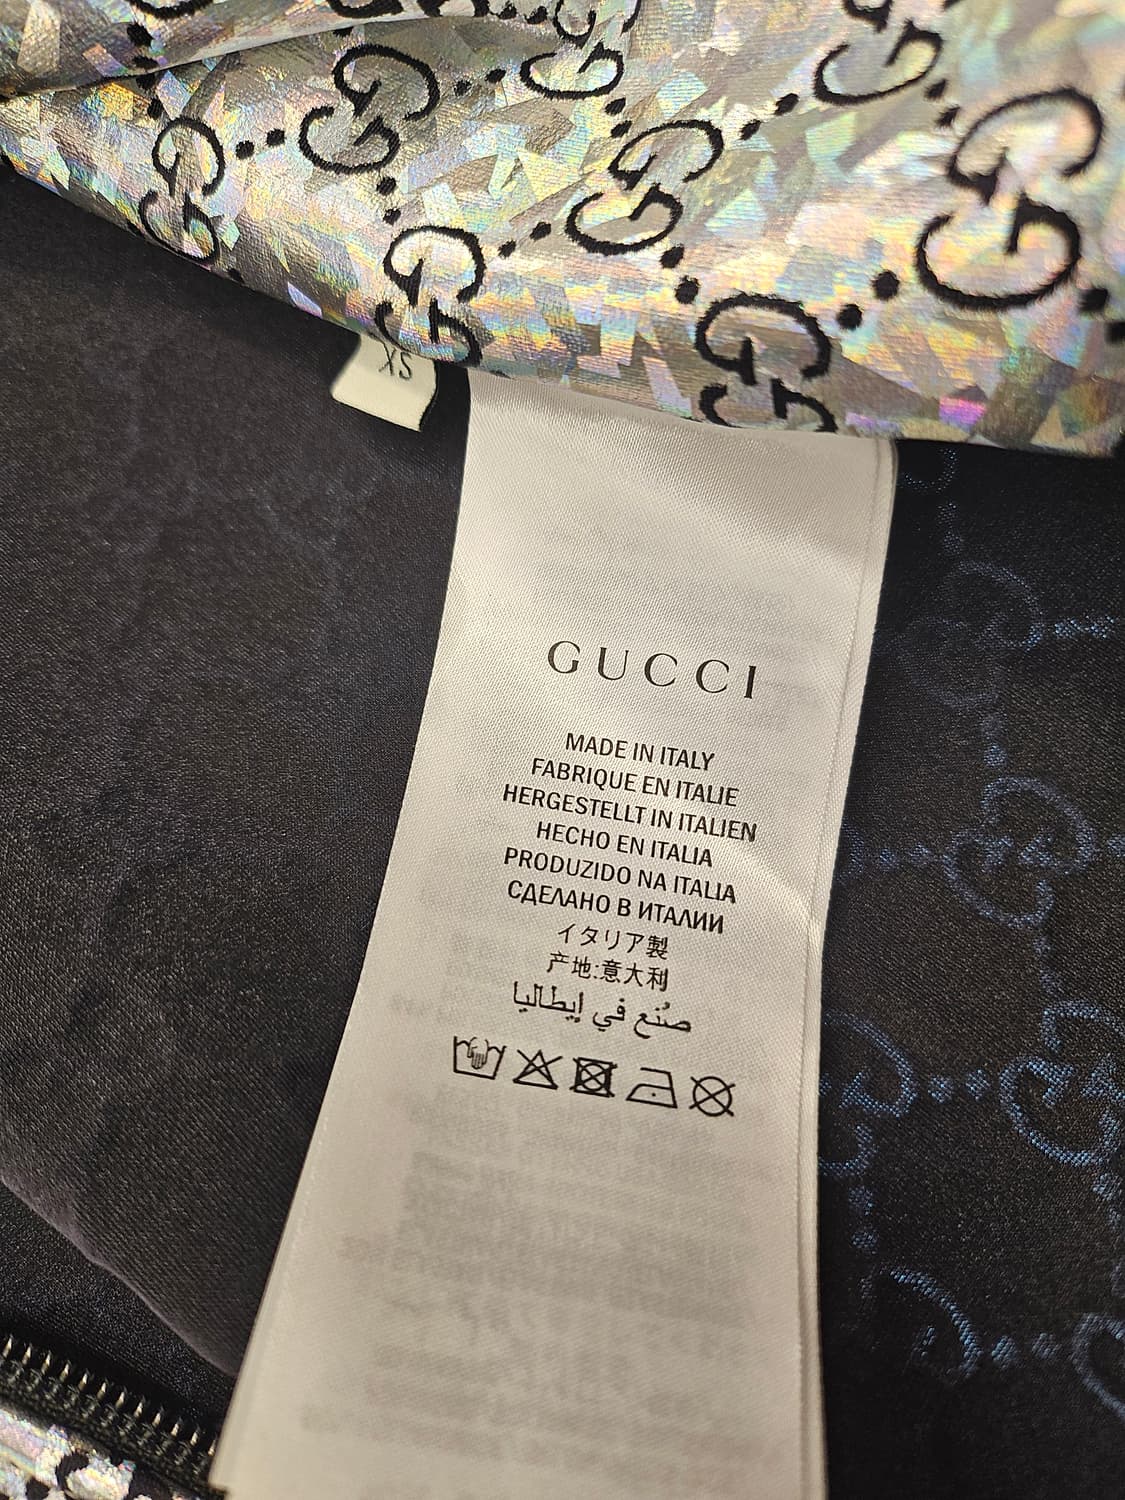 XS
GUCCI
MADE IN ITALY
FABRIQUE EN ITALIE
HERGESTELLT IN ITALIEN
HECHO EN ITALIA
PRODUZIDO NA ITALIA
СДЕЛАНО В ИТАЛИИ
イタリア製
产地:意大利
صُنع في إيطاليا